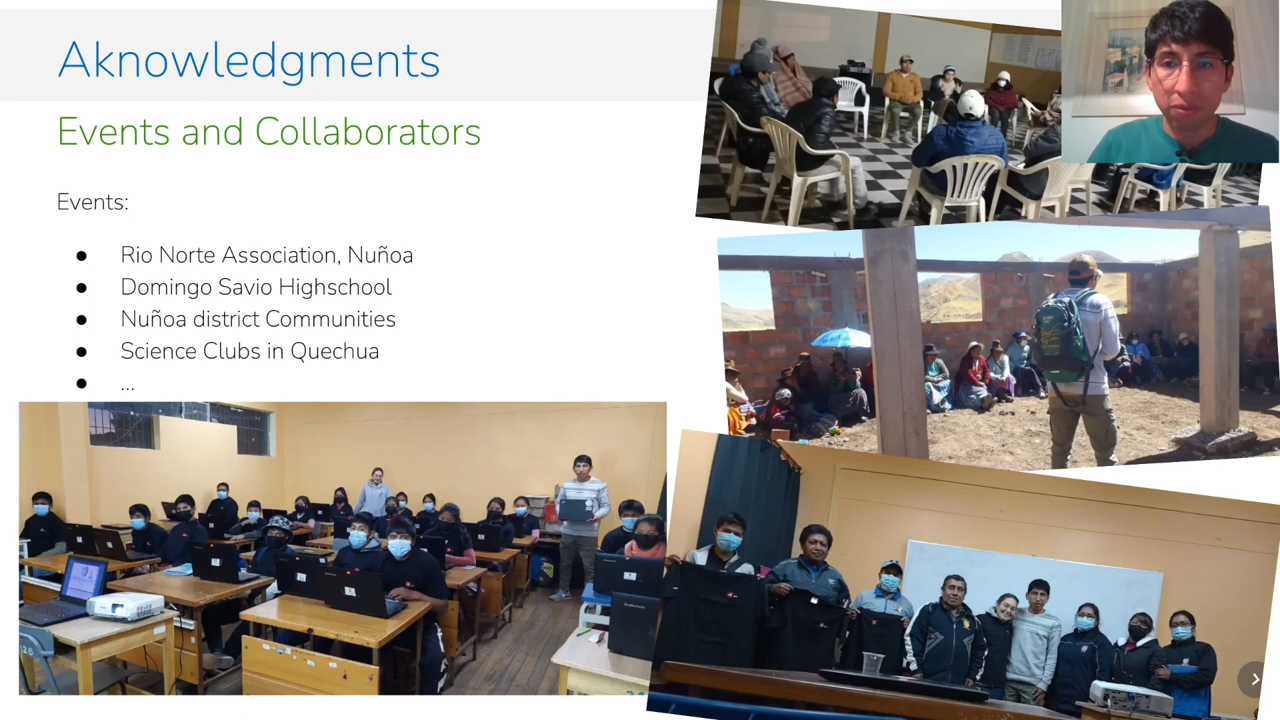 Aknowledgments
Events and Collaborators
Events:
● Rio Norte Association, Nuñoa
● Domingo Savio Highschool
● Nuñoa district Communities
● Science Clubs in Quechua
● ...